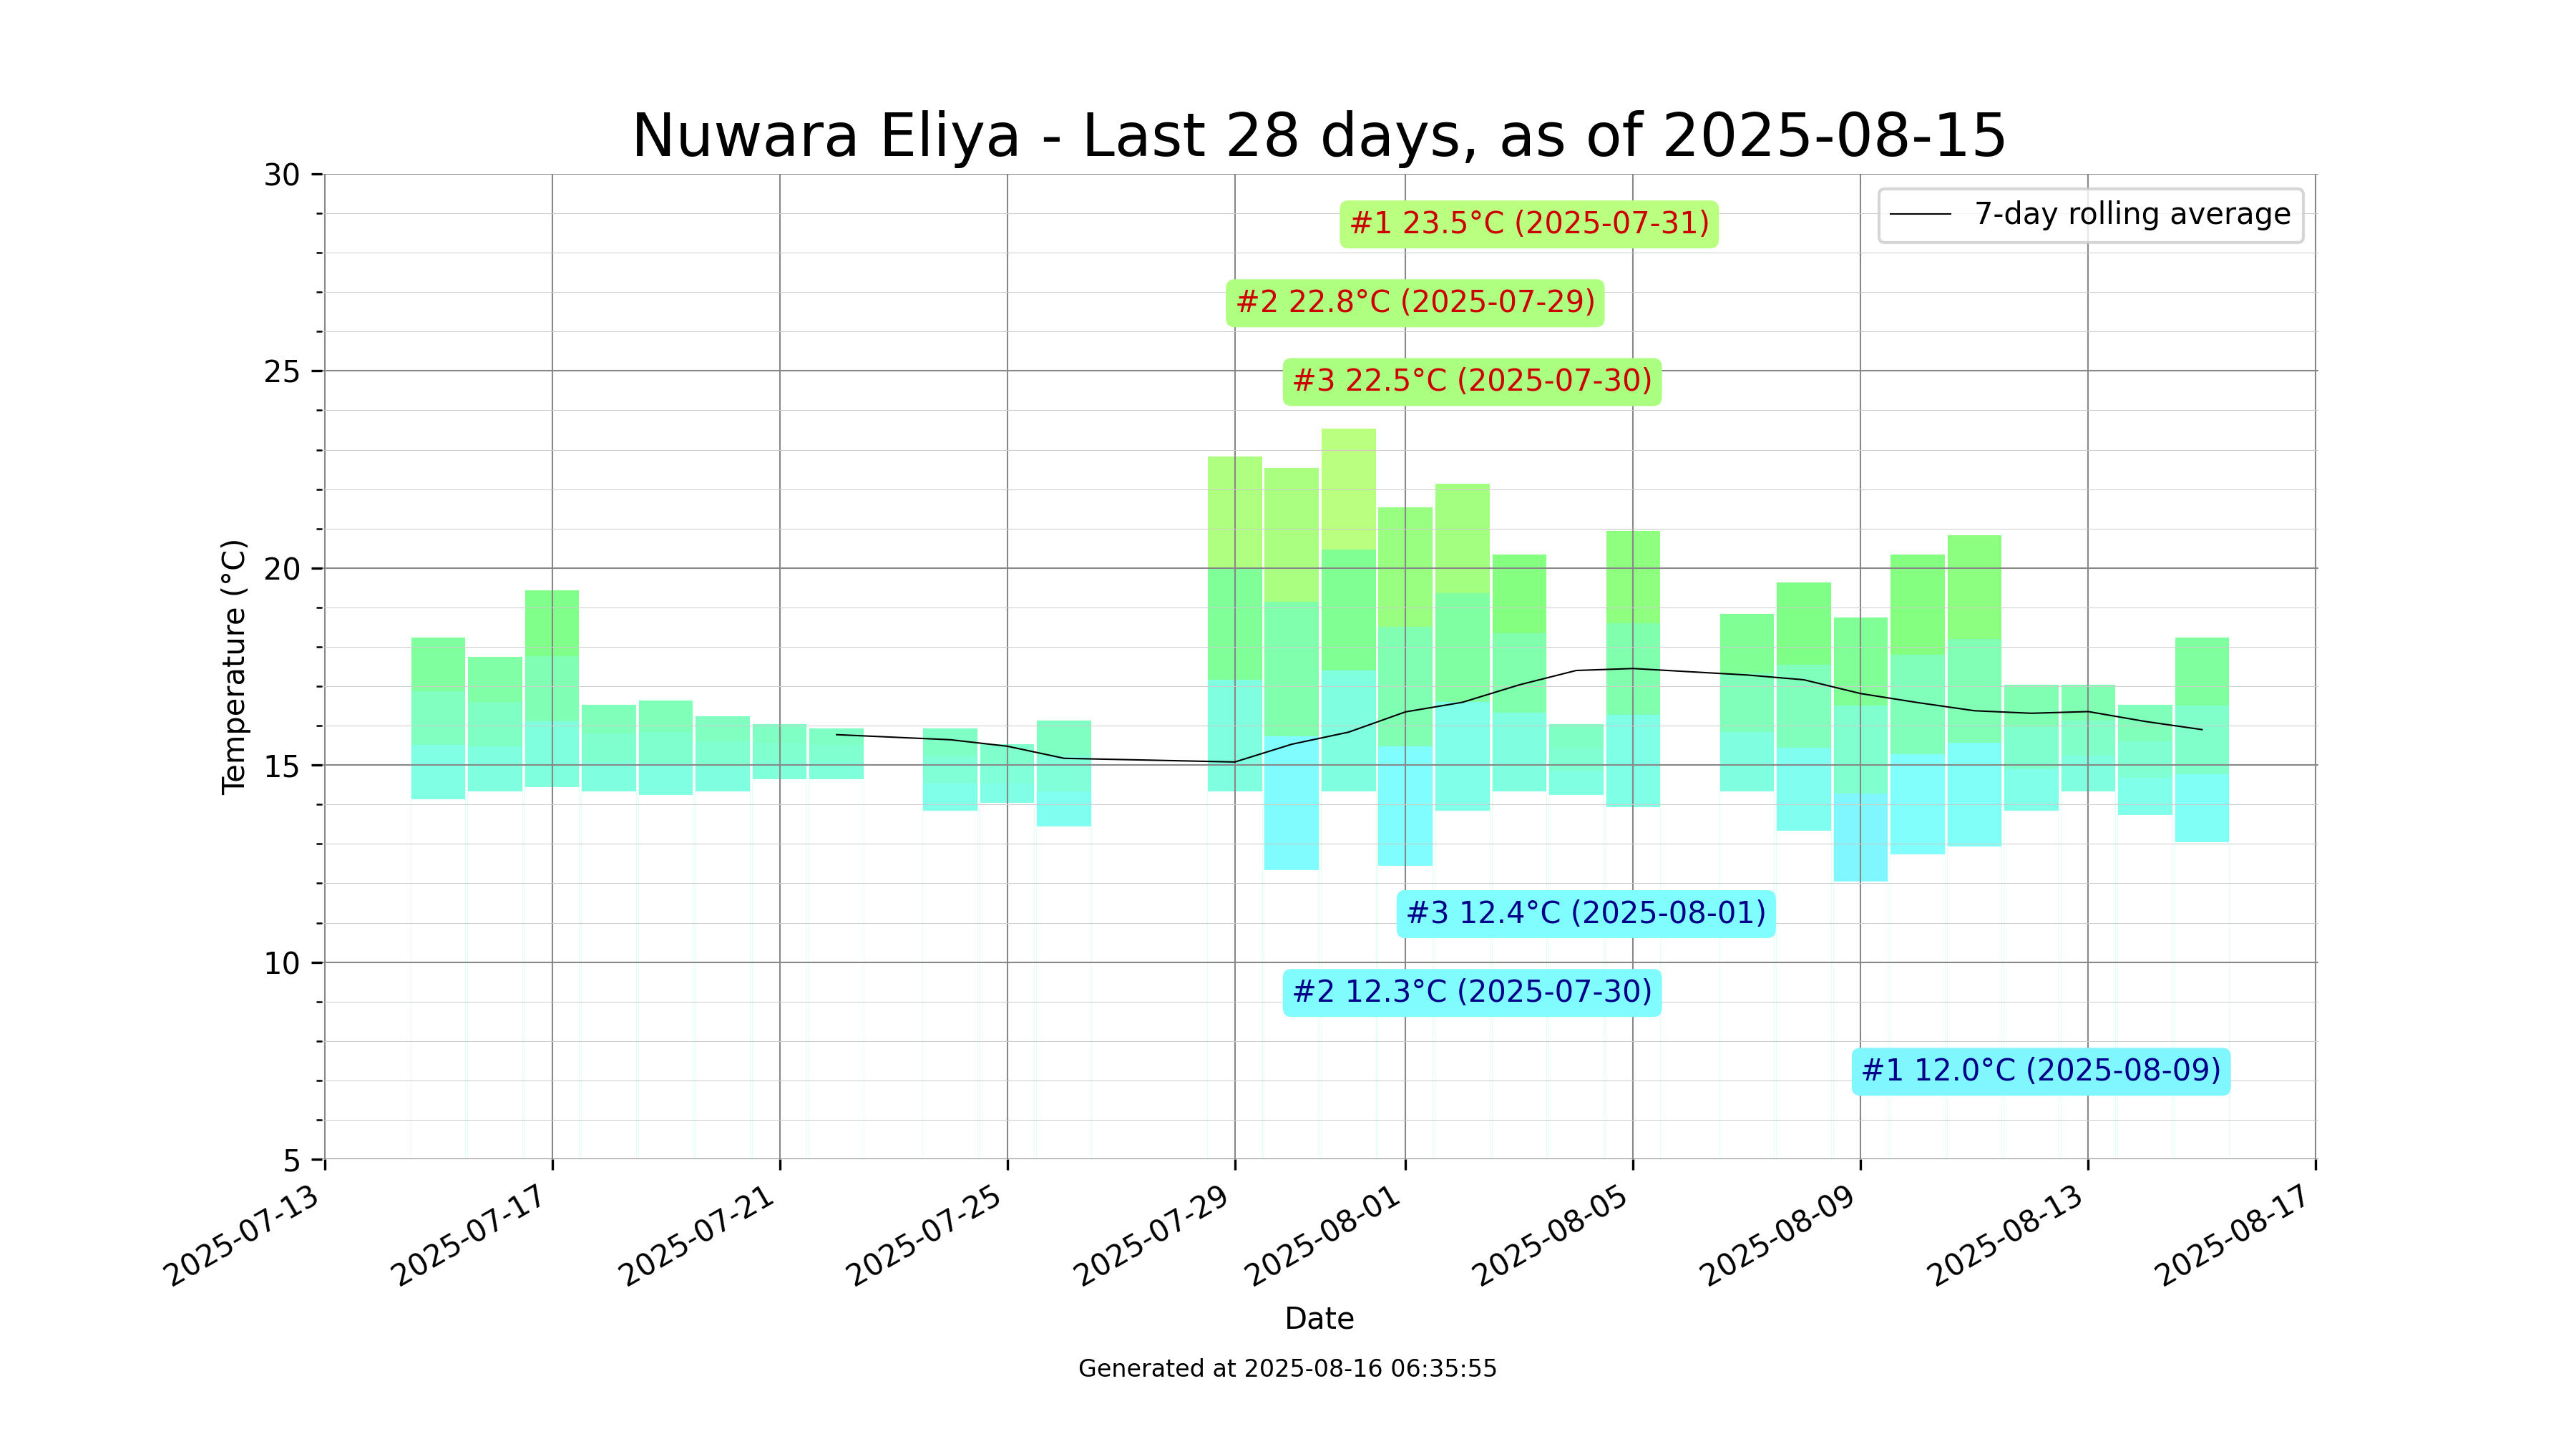 Nuwara Eliya - Last 28 days, as of 2025-08-15
7-day rolling average
#1 23.5°C (2025-07-31)
#2 22.8°C (2025-07-29)
#3 22.5°C (2025-07-30)
#3 12.4°C (2025-08-01)
#2 12.3°C (2025-07-30)
#1 12.0°C (2025-08-09)
Temperature (°C)
30
25
20
15
10
5
2025-07-13
2025-07-17
2025-07-21
2025-07-25
2025-07-29
2025-08-01
2025-08-05
2025-08-09
2025-08-13
2025-08-17
Date
Generated at 2025-08-16 06:35:55